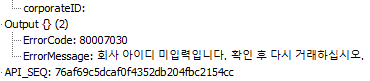 corporateID:
Output {} (2)
ErrorCode: 80007030
ErrorMessage: 회사 아이디 미입력입니다. 확인 후 다시 거래하십시오.
API_SEQ: 76af69c5dcaf0f4352db204fbc2154cc